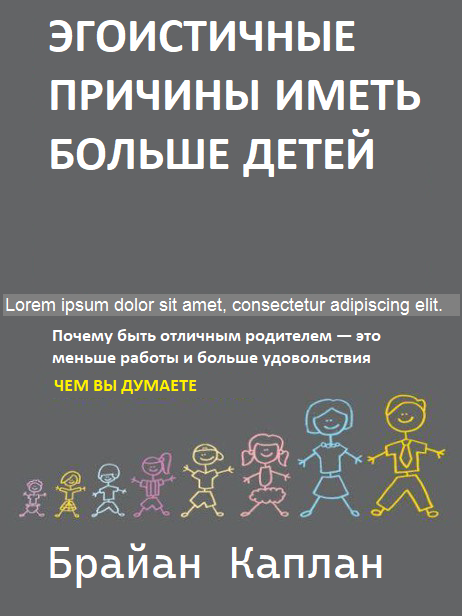 ЭГОИСТИЧНЫЕ
ПРИЧИНЫ ИМЕТЬ
БОЛЬШЕ ДЕТЕЙ
Lorem ipsum dolor sit amet, consectetur adipiscing elit.
Почему быть отличным родителем — это
меньше работы и больше удовольствия
ЧЕМ ВЫ ДУМАЕТЕ
Брайан Каплан